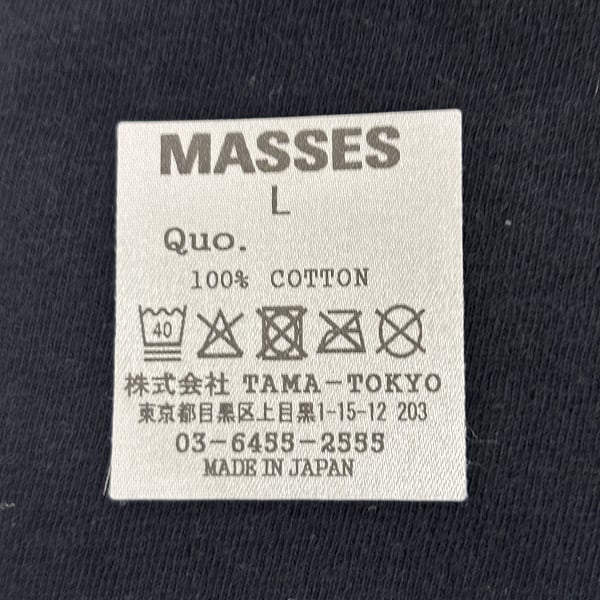 MASSES
L
Quo.
100% COTTON
40
株式会社 TAMA-TOKYO
東京都目黒区上目黒1-15-12 203
03-6455-2555
MADE IN JAPAN